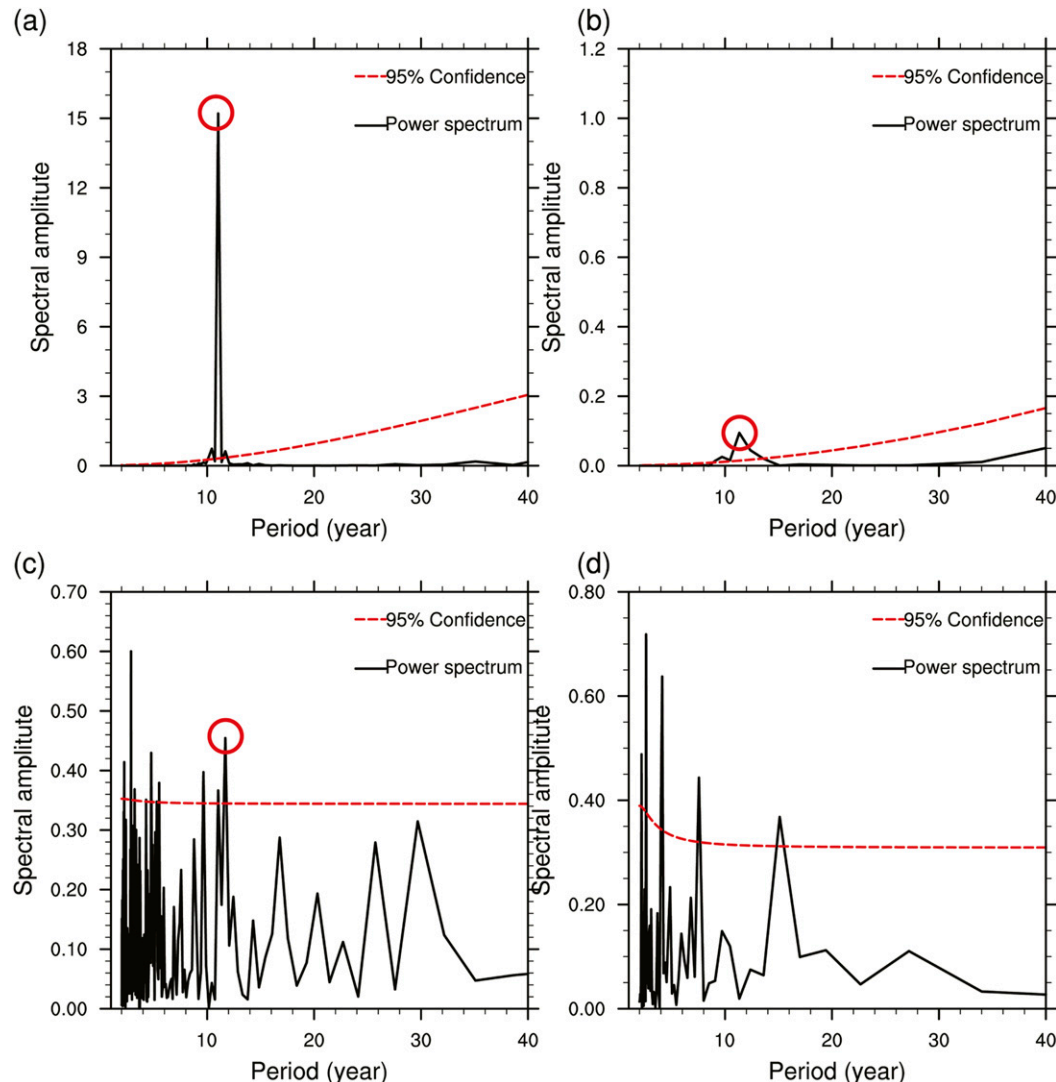 (a)
18
15
12
9
6
3
0
Spectral amplitute
95% Confidence
Power spectrum
10
20
30
40
Period (year)
(b)
1.2
1.0
0.8
0.6
0.4
0.2
0.0
Spectral amplitute
95% Confidence
Power spectrum
10
20
30
40
Period (year)
(c)
0.70
0.60
0.50
0.40
0.30
0.20
0.10
0.00
Spectral amplitute
95% Confidence
Power spectrum
10
20
30
40
Period (year)
(d)
0.80
0.60
0.40
0.20
0.00
Spectral amplitute
95% Confidence
Power spectrum
10
20
30
40
Period (year)